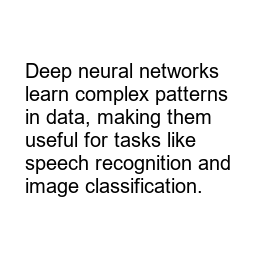 Deep neural networks
learn complex patterns
in data, making them
useful for tasks like
speech recognition and
image classification.